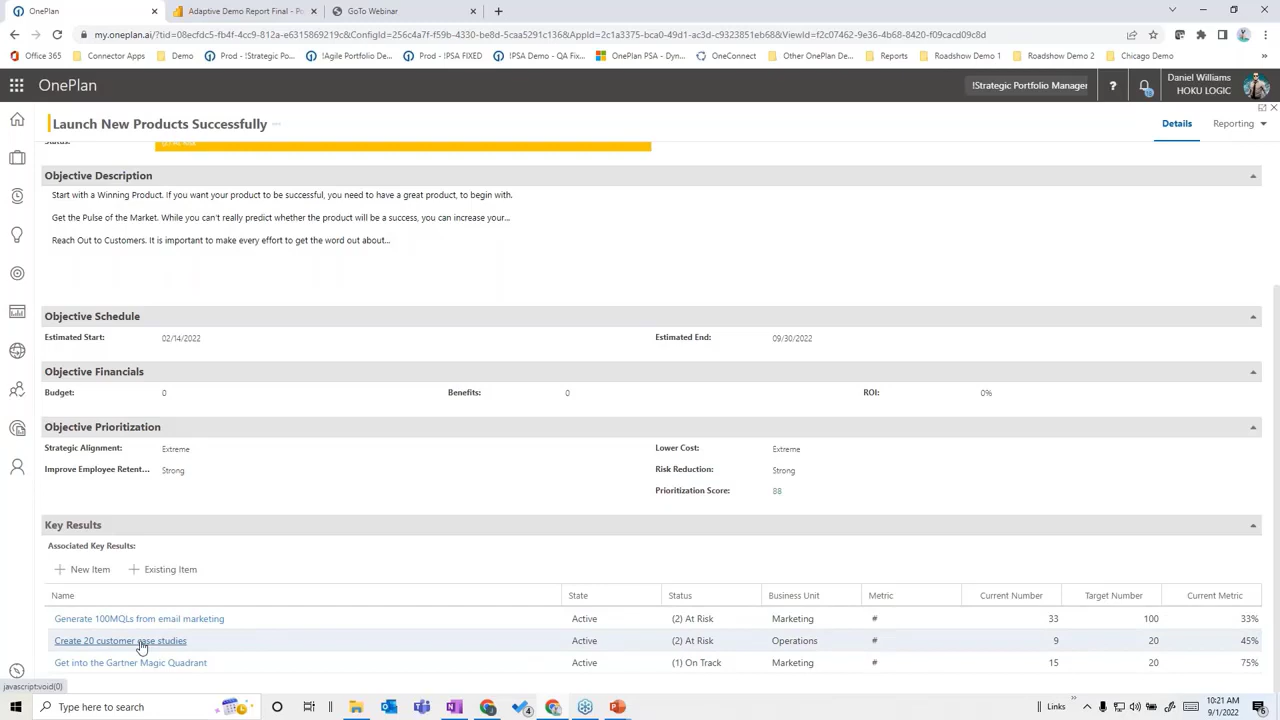 OnePlan
Adaptive Demo Report Final - Po
GoTo Webinar
my.oneplan.ai/?tid=08ecfdc5-fb4f-4cc9-812a-e6315869219c&ConfigId=256c4a7f-f59b-4330-be8d-5caa5291c136&AppId=2c1a3375-bca0-49d1-ac3d-c932f851eb68&ViewId=f2c07462-9e36-4b68-8420-f09cacd09c8d
Office 365
Connector Apps
Demo
Prod - !Strategic Po...
!Agile Portfolio De...
Prod - !PSA FIXED
!PSA Demo - QA Fix...
OnePlan PSA - Dyn...
OneConnect
Other OnePlan De...
Reports
Roadshow Demo 1
Roadshow Demo 2
Chicago Demo
»
OnePlan
!Strategic Portfolio Manager
?
Daniel Williams
HOKU LOGIC
Launch New Products Successfully
Details
Reporting
Objective Description
Start with a Winning Product. If you want your product to be successful, you need to have a great product, to begin with.
Get the Pulse of the Market. While you can't really predict whether the product will be a success, you can increase your...
Reach Out to Customers. It is important to make every effort to get the word out about...
Objective Schedule
Estimated Start: 02/14/2022 Estimated End: 09/30/2022
Objective Financials
Budget: 0 Benefits: 0 ROI: 0%
Objective Prioritization
Strategic Alignment: Extreme Lower Cost: Extreme
Improve Employee Retent... Strong Risk Reduction: Strong
Prioritization Score: 88
Key Results
Associated Key Results:
New Item Existing Item
Name State Status Business Unit Metric Current Number Target Number Current Metric
Generate 100MQLs from email marketing Active (2) At Risk Marketing # 33 100 33%
Create 20 customer case studies Active (2) At Risk Operations # 9 20 45%
Get into the Gartner Magic Quadrant Active (1) On Track Marketing # 15 20 75%
javascript:void(0)
Type here to search
Links
10:21 AM
9/1/2022